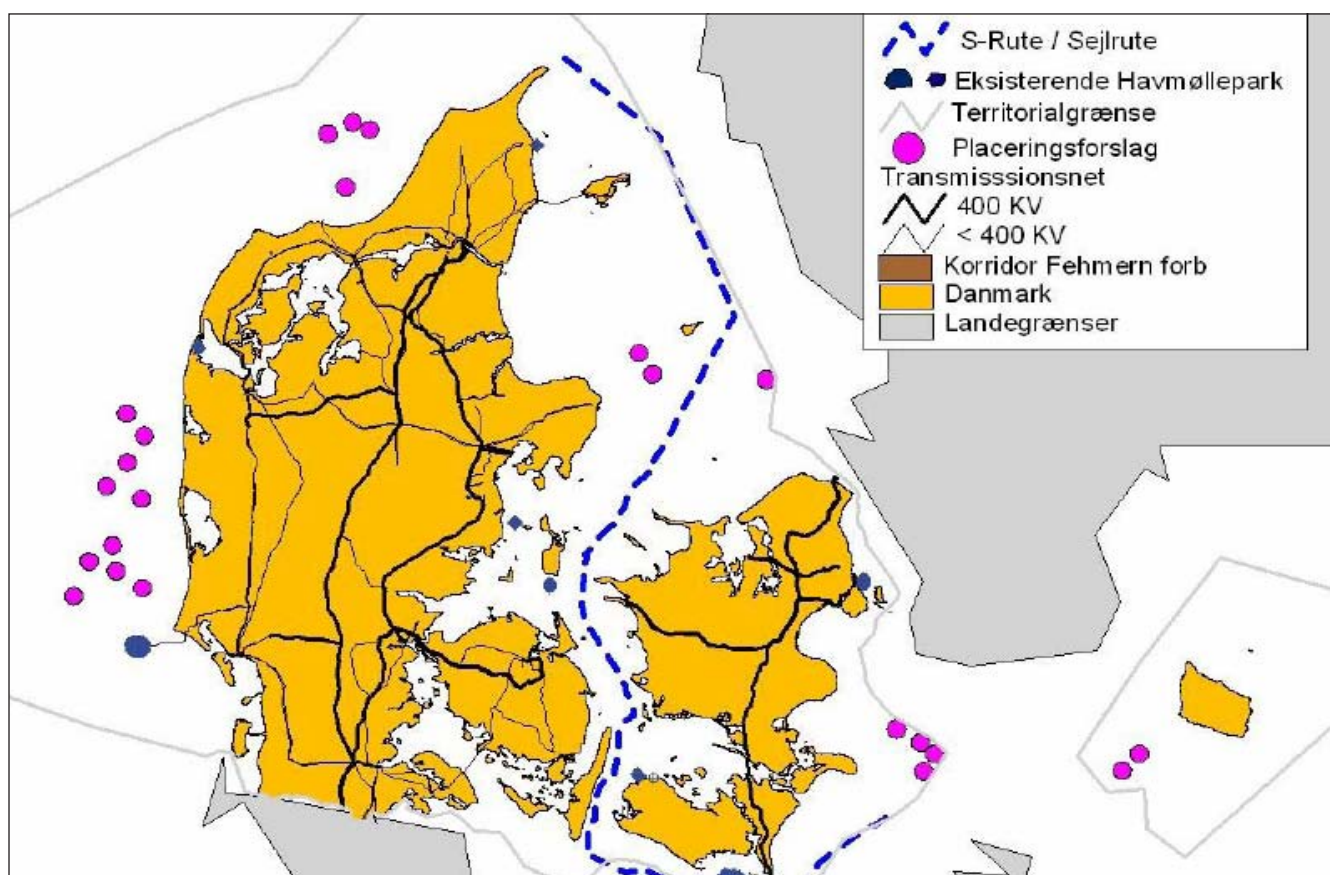 S-Rute / Sejlrute
Eksisterende Havmøllepark
Territorialgrænse
Placeringsforslag
Transmisssionsnet
400 KV
< 400 KV
Korridor Fehmern forb
Danmark
Landegrænser